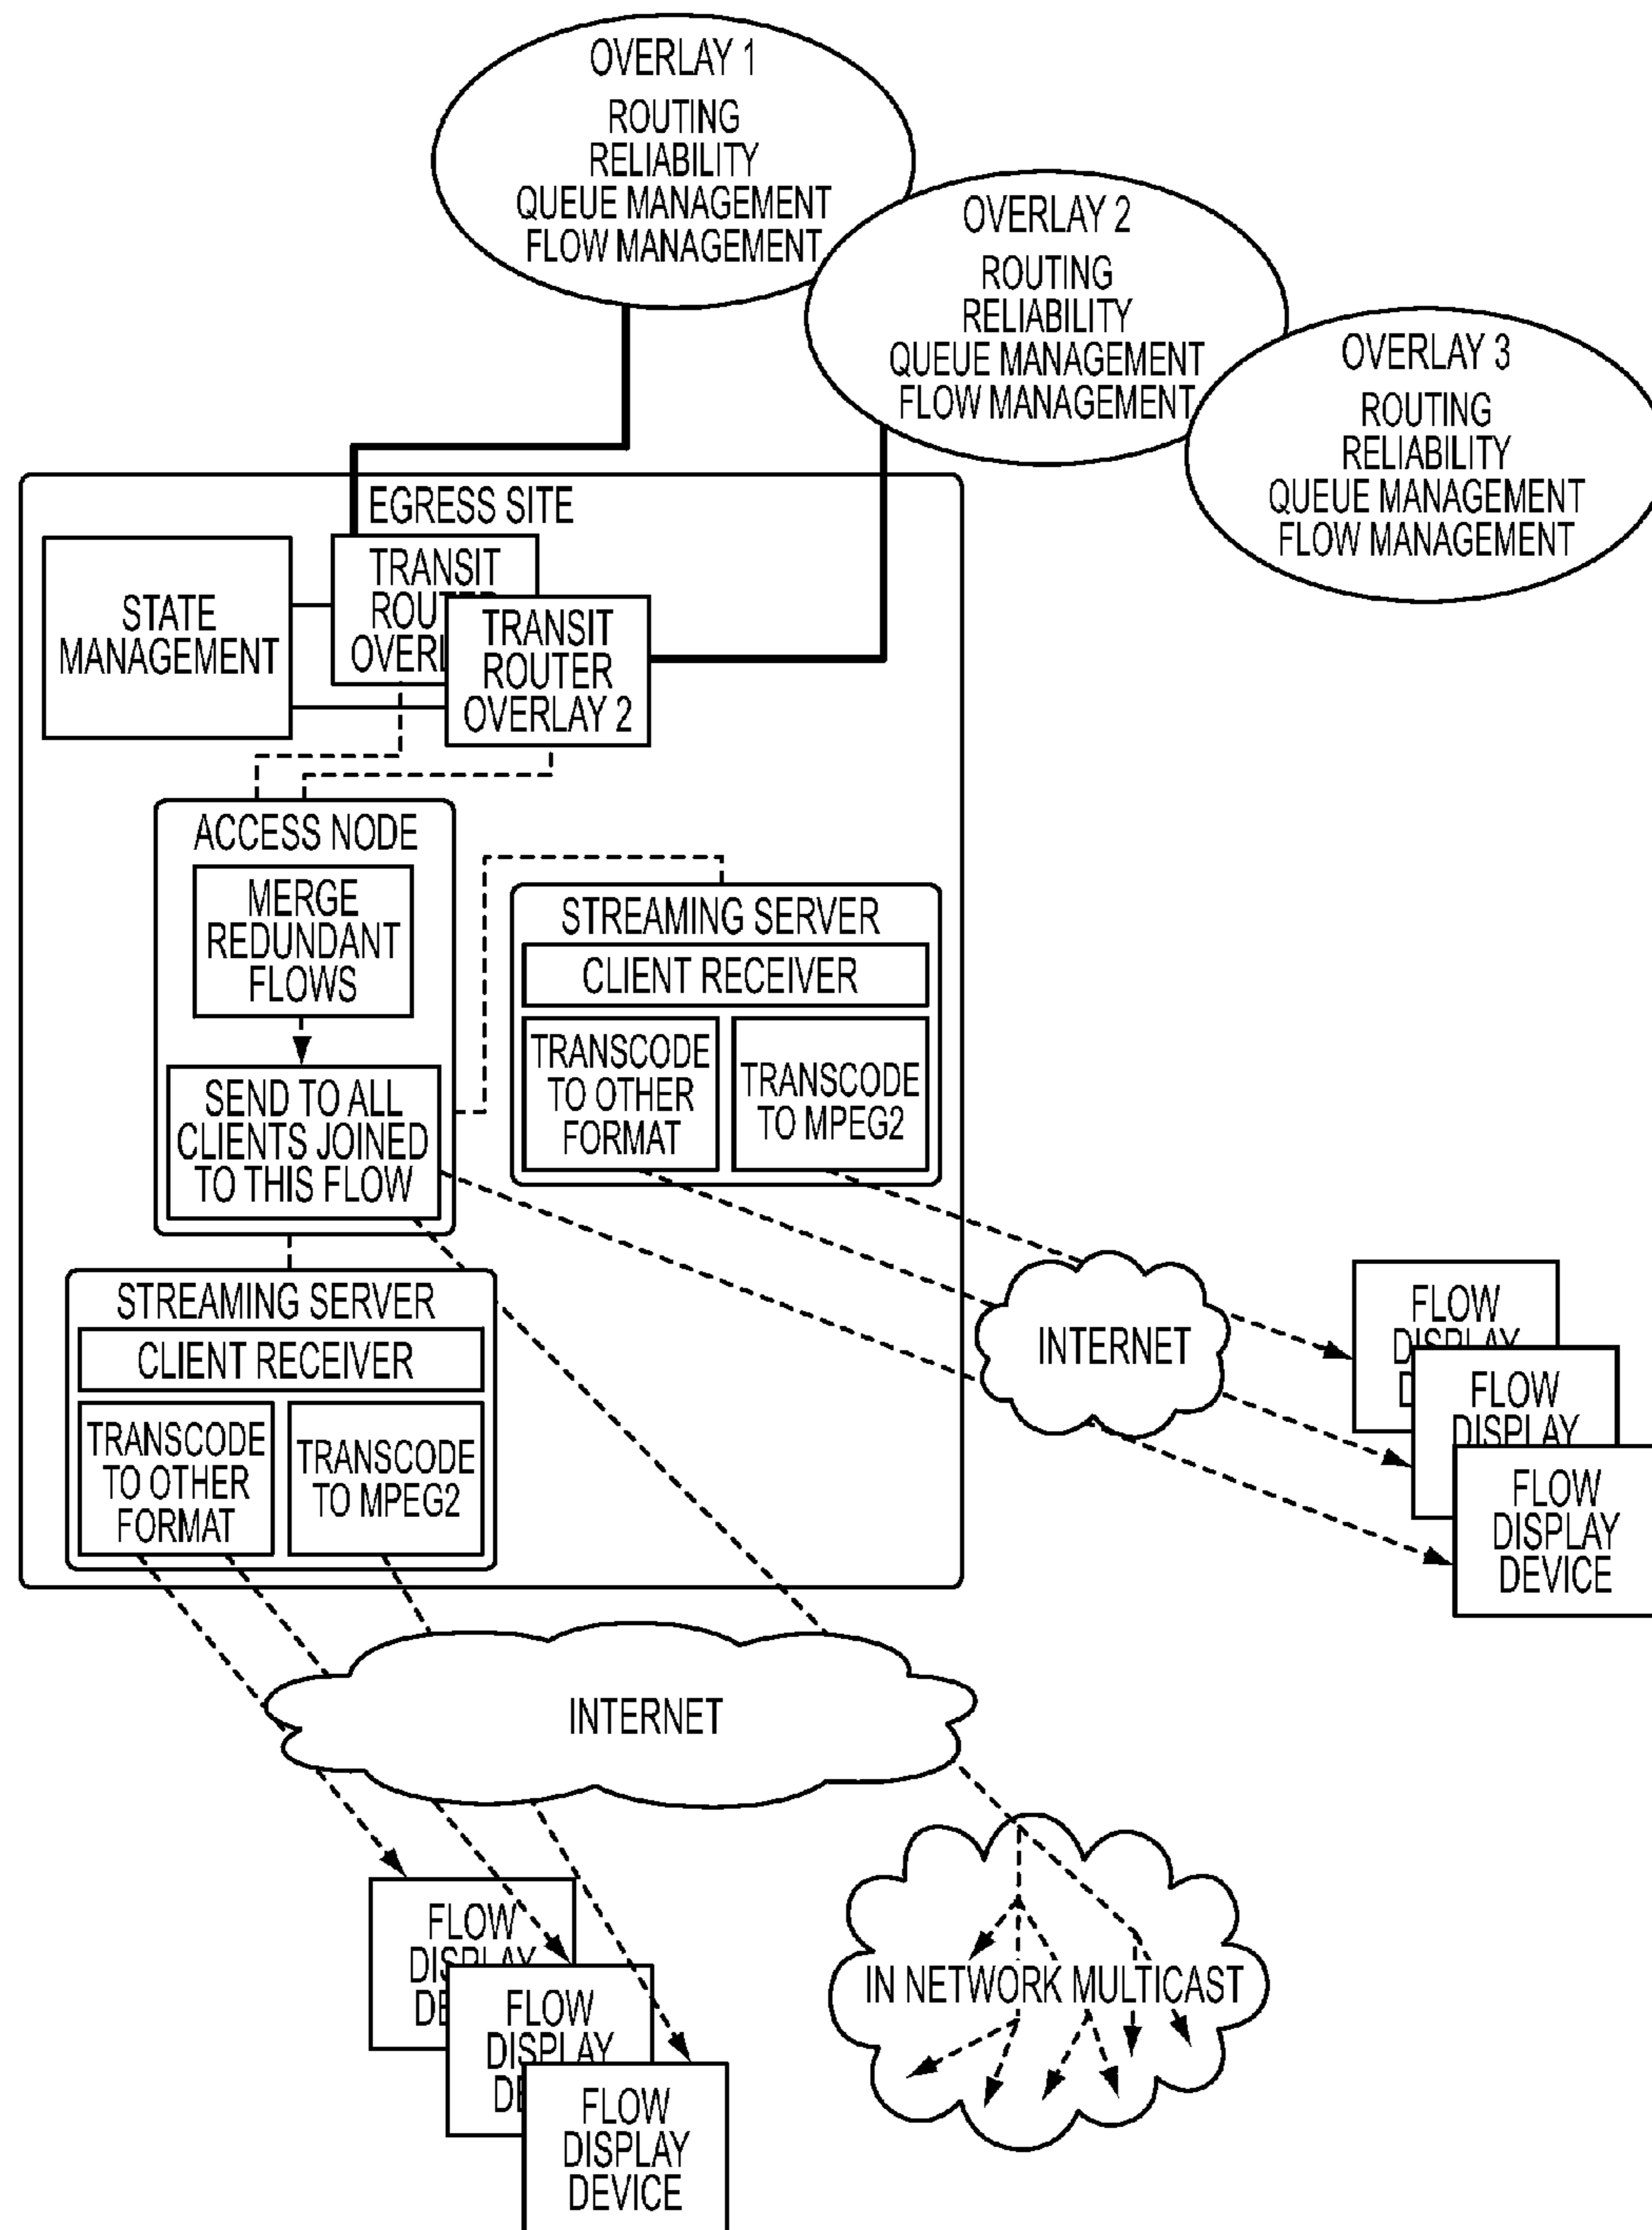 OVERLAY 1
ROUTING
RELIABILITY
QUEUE MANAGEMENT
FLOW MANAGEMENT
OVERLAY 2
ROUTING
RELIABILITY
QUEUE MANAGEMENT
FLOW MANAGEMENT
OVERLAY 3
ROUTING
RELIABILITY
QUEUE MANAGEMENT
FLOW MANAGEMENT
EGRESS SITE
STATE
MANAGEMENT
TRANSIT
TRANSIT
ROUTER
OVERLAY 2
ACCESS NODE
MERGE
REDUNDANT
FLOWS
SEND TO ALL
CLIENTS JOINED
TO THIS FLOW
STREAMING SERVER
CLIENT RECEIVER
TRANSCODE
TO OTHER
FORMAT
TRANSCODE
TO MPEG2
STREAMING SERVER
CLIENT RECEIVER
TRANSCODE
TO OTHER
FORMAT
TRANSCODE
TO MPEG2
INTERNET
FLOW
DISPLAY
FLOW
DISPLAY
FLOW
DISPLAY
DEVICE
INTERNET
FLOW
DISPLAY
FLOW
DISPLAY
FLOW
DISPLAY
DEVICE
IN NETWORK MULTICAST